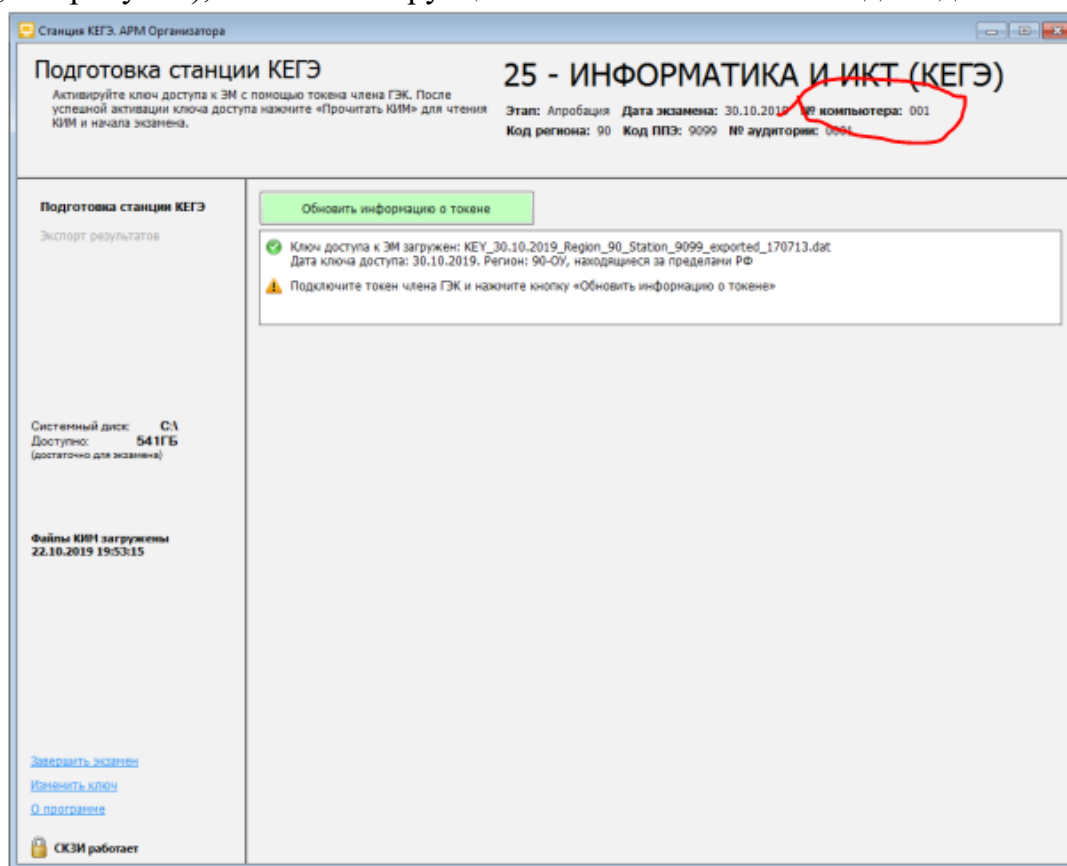 Станция КЕГЭ. АРМ Организатора
Подготовка станции КЕГЭ
Активируйте ключ доступа к ЭМ с помощью токена члена ГЭК. После
успешной активации ключа доступа нажмите «Прочитать КИМ» для чтения
КИМ и начала экзамена.
25 - ИНФОРМАТИКА И ИКТ (КЕГЭ)
Этап: Апробация Дата экзамена: 30.10.2019 № компьютера: 001
Код региона: 90 Код ППЭ: 9099 № аудитории: 0001
Подготовка станции КЕГЭ
Экспорт результатов
Обновить информацию о токене
Ключ доступа к ЭМ загружен: KEY_30.10.2019_Region_90_Station_9099_exported_170713.dat
Дата ключа доступа: 30.10.2019. Регион: 90-ОУ, находящиеся за пределами РФ
Подключите токен члена ГЭК и нажмите кнопку «Обновить информацию о токене»
Системный диск: C:\
Доступно: 541ГБ
(достаточно для экзамена)
Файлы КИМ загружены
22.10.2019 19:53:15
Завершить экзамен
Изменить ключ
О программе
СКЗИ работает